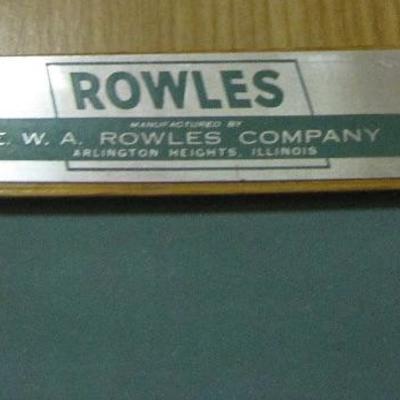 ROWLES
MANUFACTURED BY
E. W. A. ROWLES COMPANY
ARLINGTON HEIGHTS, ILLINOIS